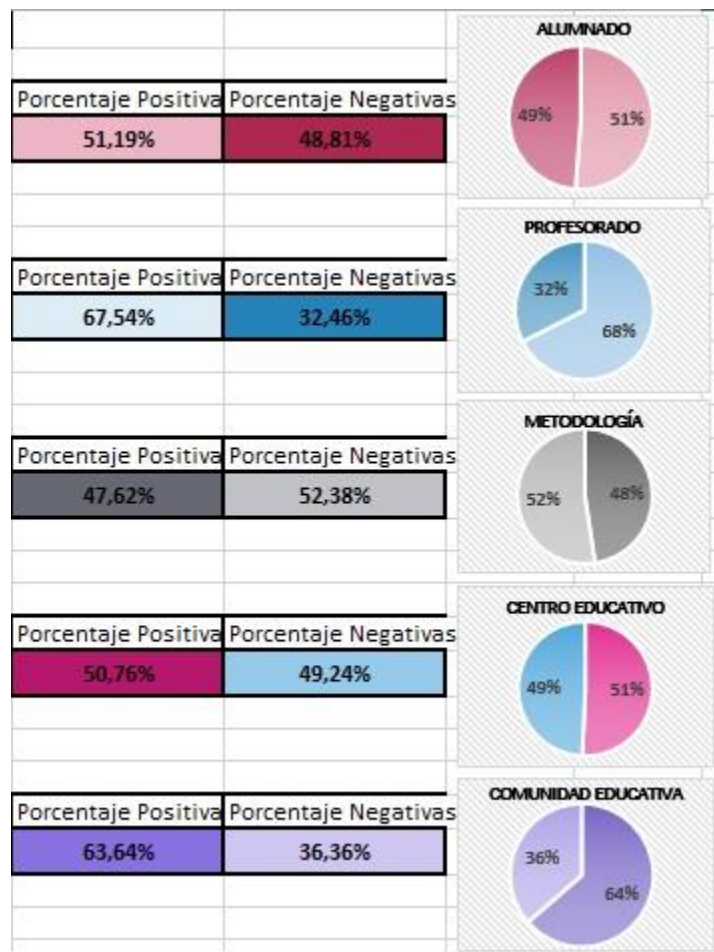 ALUMNADO
Porcentaje Positiva Porcentaje Negativas
51,19% 48,81%
49% 51%
PROFESORADO
Porcentaje Positiva Porcentaje Negativas
67,54% 32,46%
32%
68%
METODOLOGÍA
Porcentaje Positiva Porcentaje Negativas
47,62% 52,38%
52% 48%
CENTRO EDUCATIVO
Porcentaje Positiva Porcentaje Negativas
50,76% 49,24%
49% 51%
COMUNIDAD EDUCATIVA
Porcentaje Positiva Porcentaje Negativas
63,64% 36,36%
36%
64%